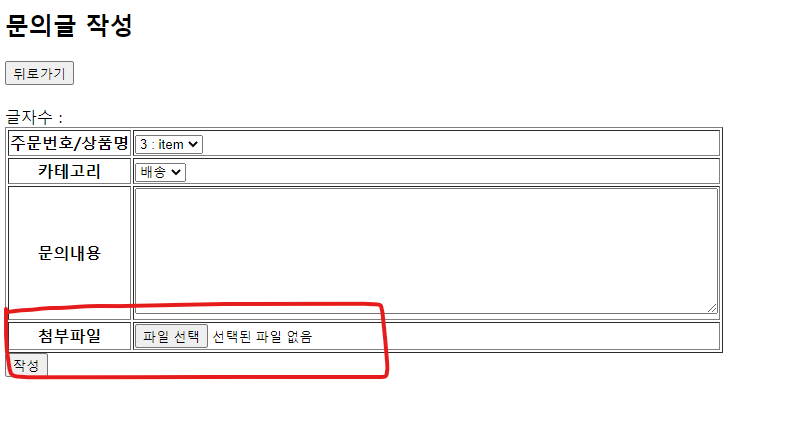 문의글 작성
뒤로가기
글자수 :
주문번호/상품명 3 : item
카테고리 배송
문의내용
첨부파일 파일 선택 선택된 파일 없음
작성